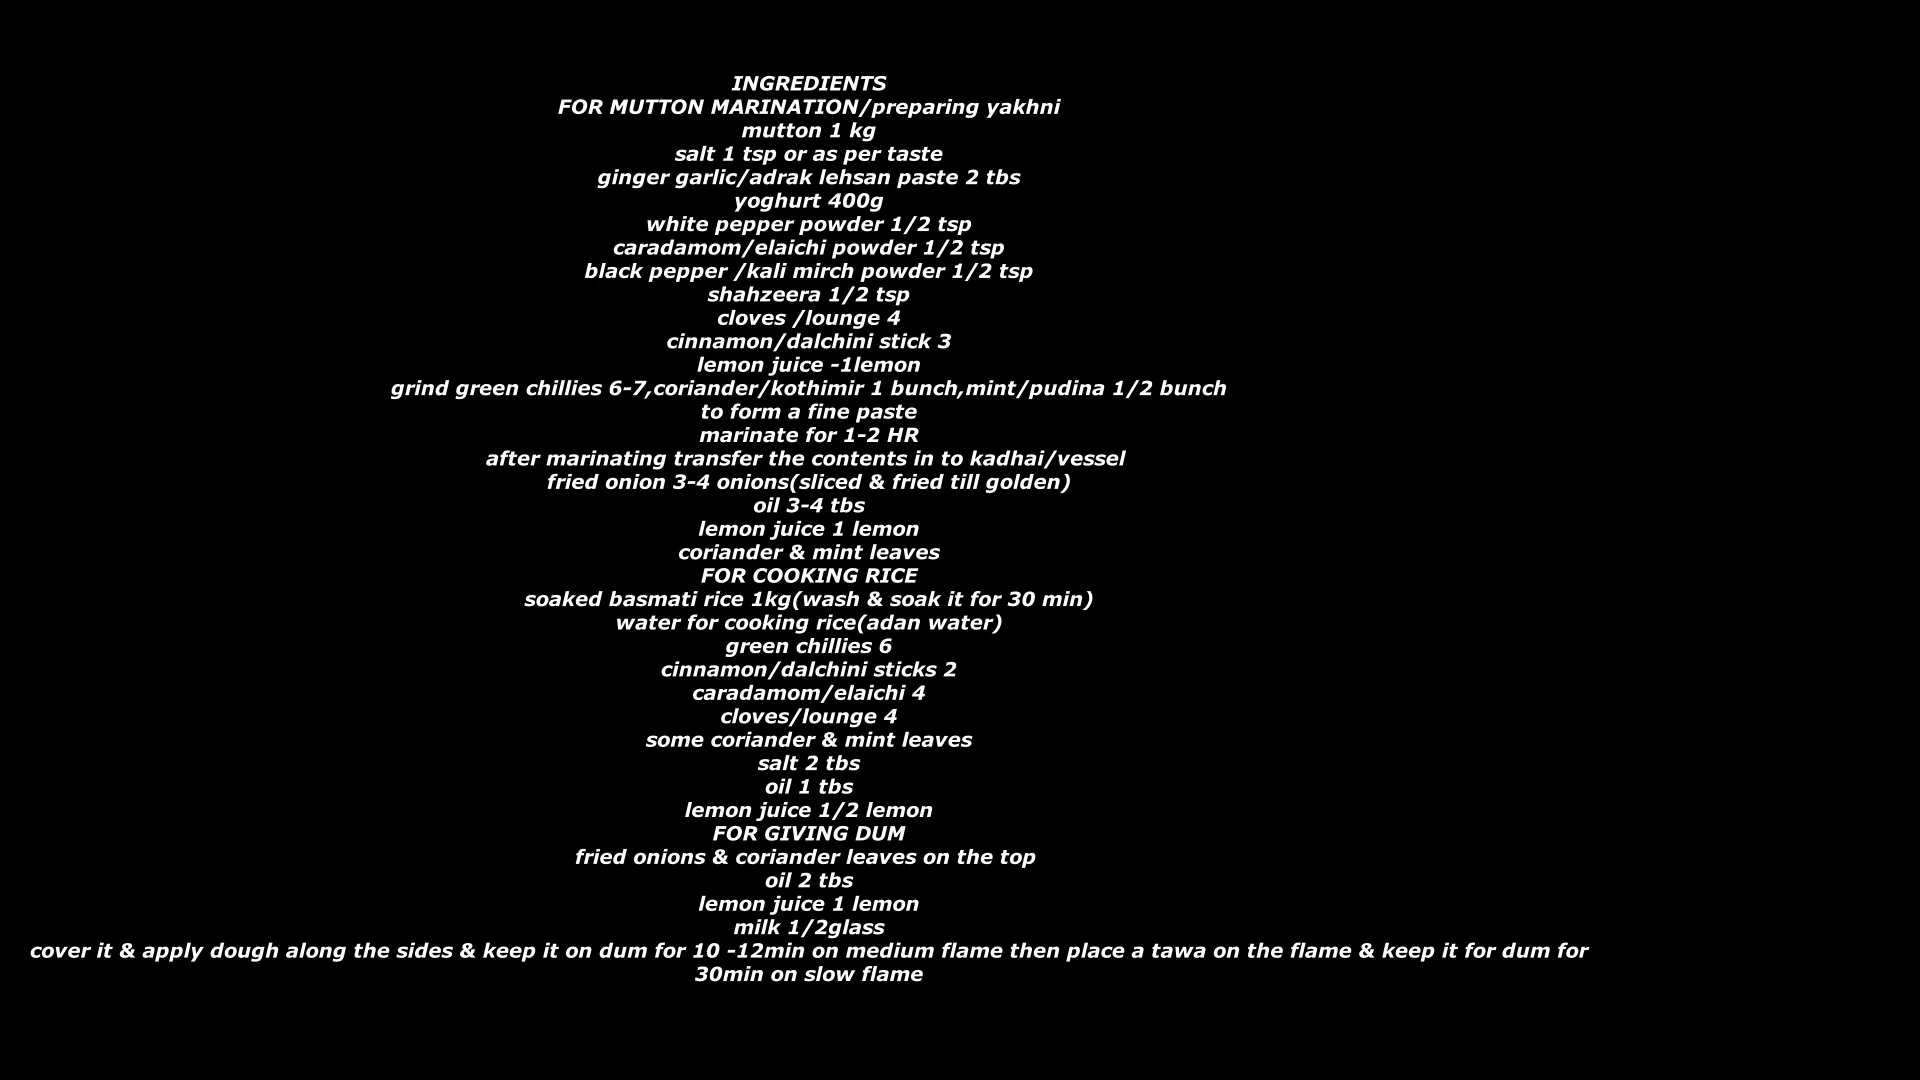 INGREDIENTS
FOR MUTTON MARINATION/preparing yakhni
mutton 1 kg
salt 1 tsp or as per taste
ginger garlic/adrak lehsan paste 2 tbs
yoghurt 400g
white pepper powder 1/2 tsp
caradamom/elaichi powder 1/2 tsp
black pepper /kali mirch powder 1/2 tsp
shahzeera 1/2 tsp
cloves /lounge 4
cinnamon/dalchini stick 3
lemon juice -1lemon
grind green chillies 6-7,coriander/kothimir 1 bunch,mint/pudina 1/2 bunch
to form a fine paste
marinate for 1-2 HR
after marinating transfer the contents in to kadhai/vessel
fried onion 3-4 onions(sliced & fried till golden)
oil 3-4 tbs
lemon juice 1 lemon
coriander & mint leaves
FOR COOKING RICE
soaked basmati rice 1kg(wash & soak it for 30 min)
water for cooking rice(adan water)
green chillies 6
cinnamon/dalchini sticks 2
caradamom/elaichi 4
cloves/lounge 4
some coriander & mint leaves
salt 2 tbs
oil 1 tbs
lemon juice 1/2 lemon
FOR GIVING DUM
fried onions & coriander leaves on the top
oil 2 tbs
lemon juice 1 lemon
milk 1/2glass
cover it & apply dough along the sides & keep it on dum for 10 -12min on medium flame then place a tawa on the flame & keep it for dum for
30min on slow flame